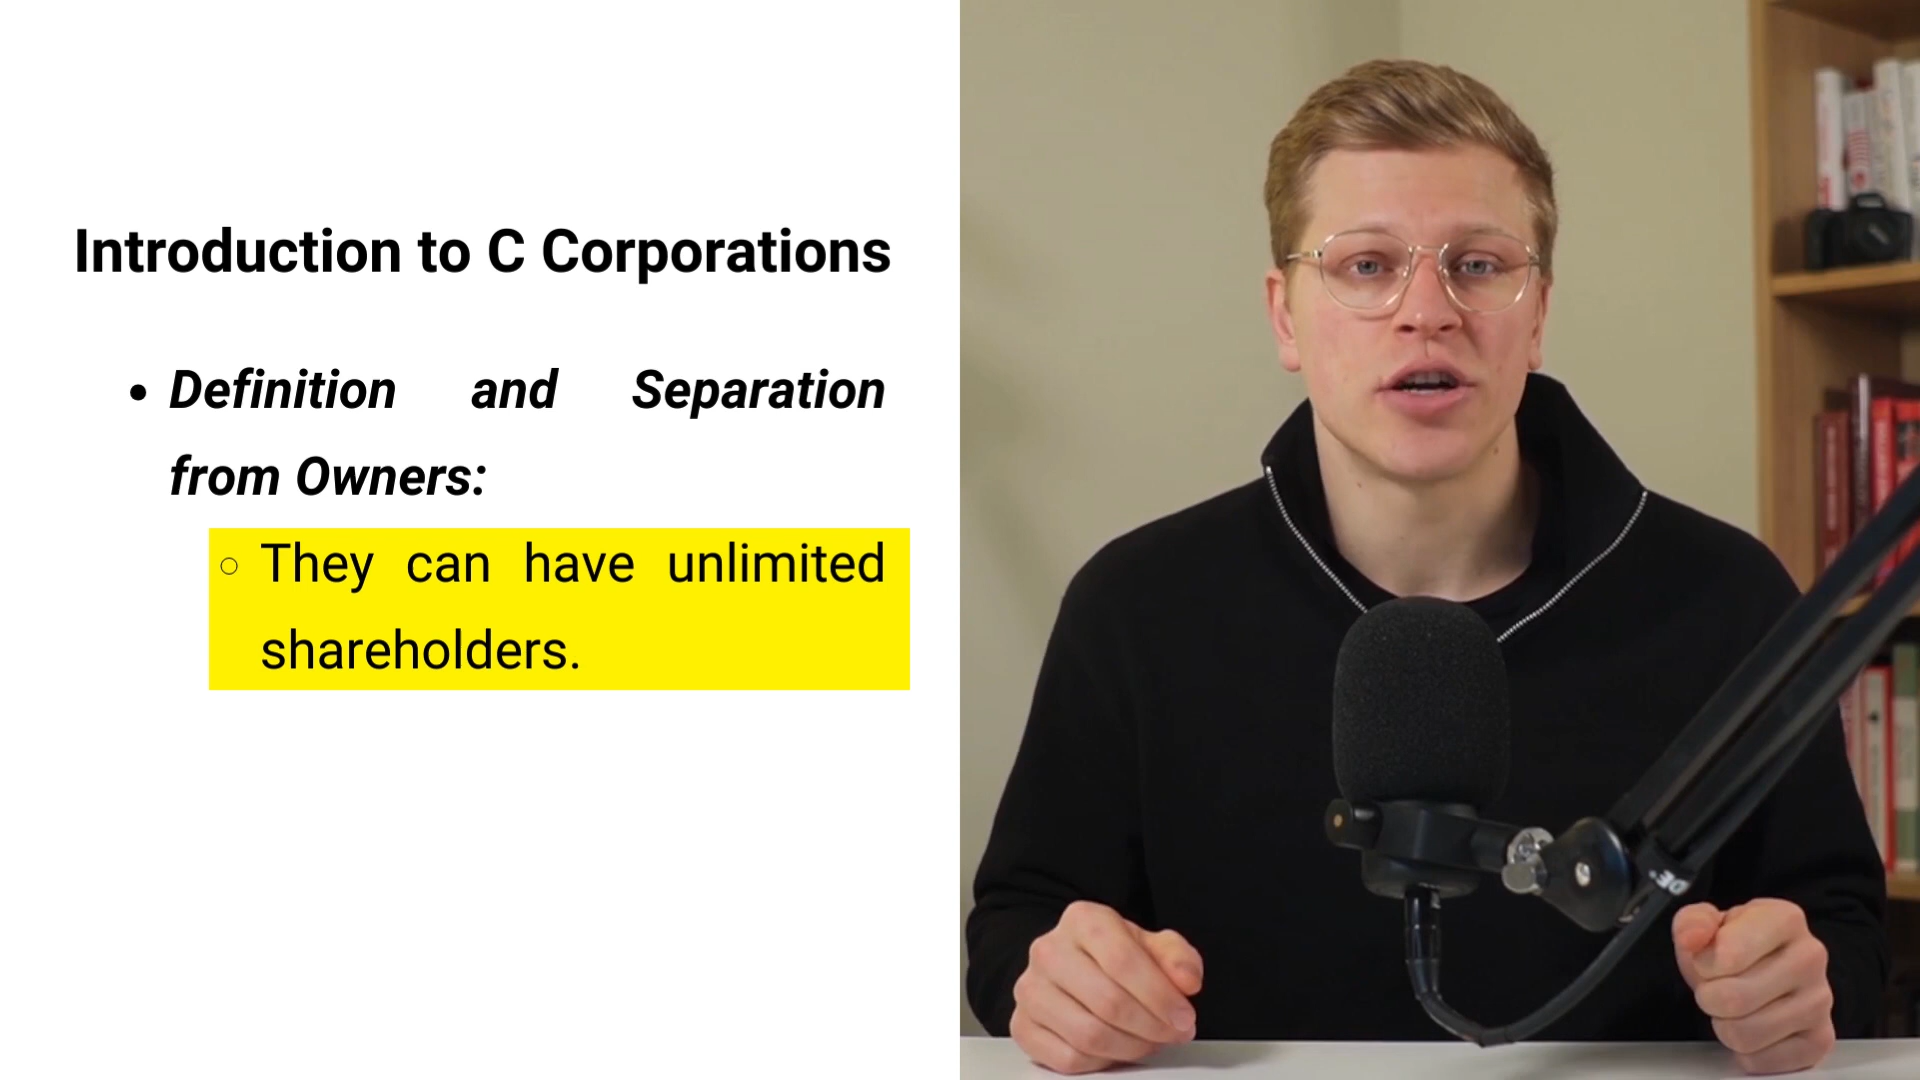 Introduction to C Corporations
• Definition and Separation
from Owners:
○ They can have unlimited
shareholders.